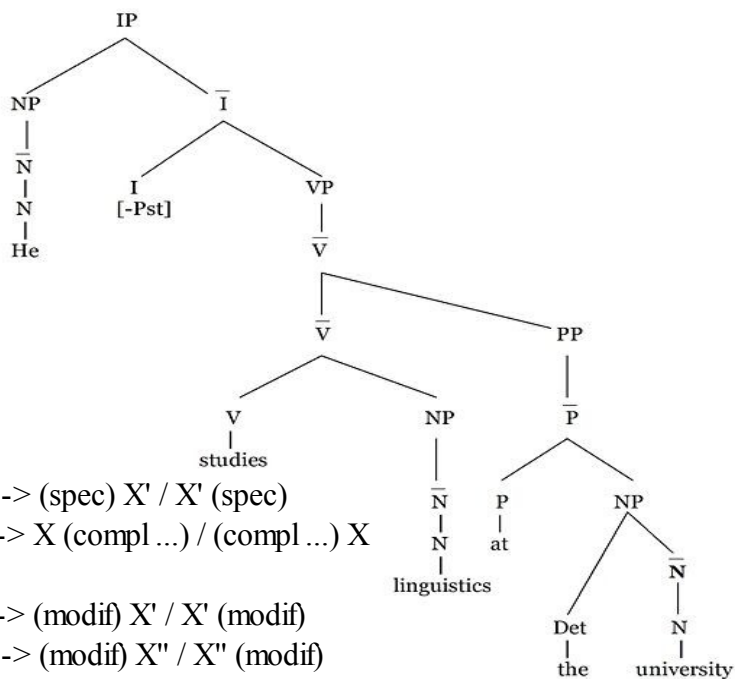 IP
NP I̅
N̅ I VP
[-Pst]
N V̅
He
V̅ PP
V NP P̅
studies
-> (spec) X' / X' (spec) N̅ P NP
-> X (compl ...) / (compl ...) X N at
linguistics N̅
-> (modif) X' / X' (modif) Det N
-> (modif) X" / X" (modif) the university